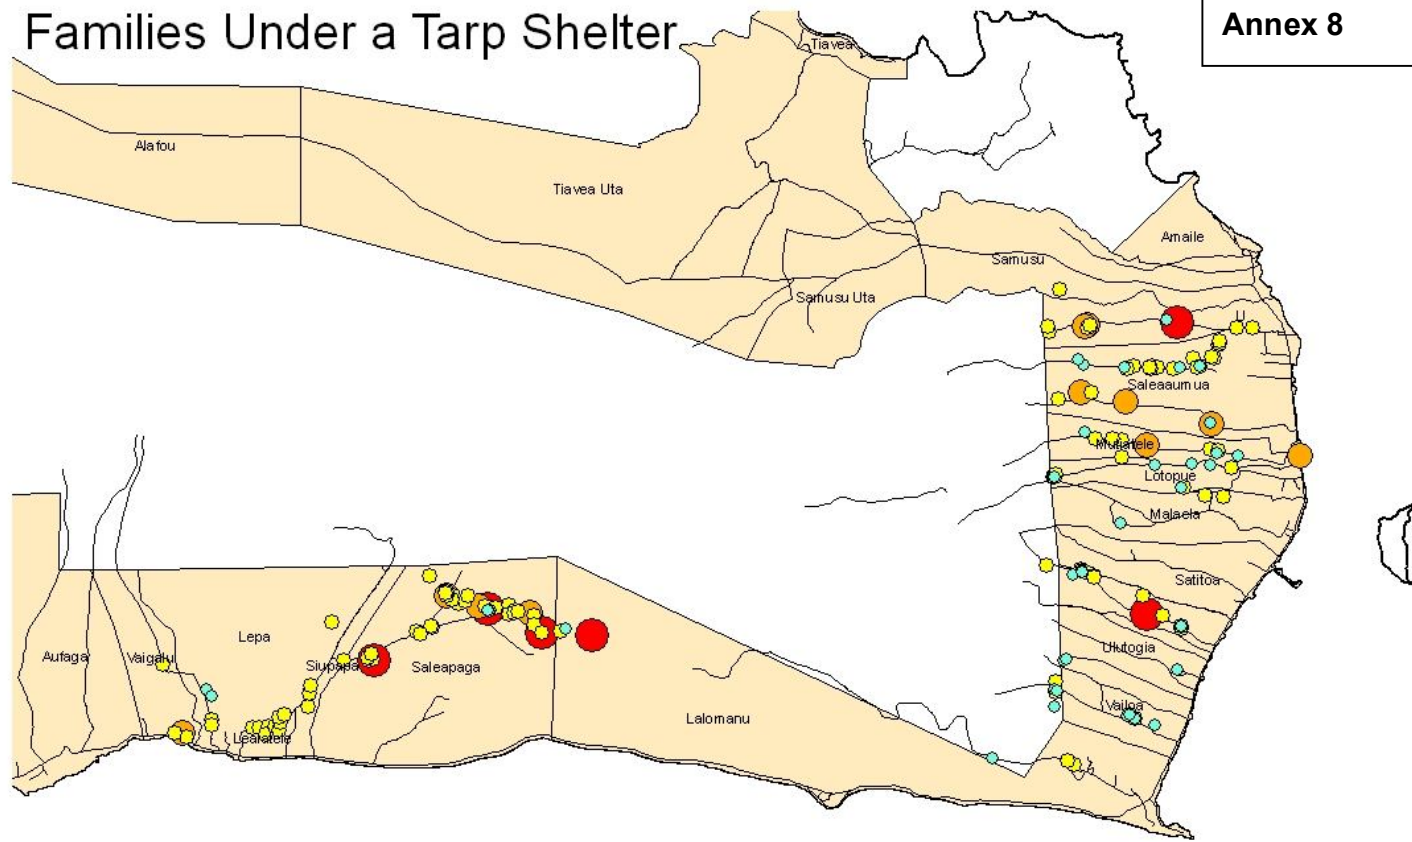 Families Under a Tarp Shelter
Annex 8
Tiavea
Alafou
Tiavea Uta
Amaile
Samusu
Samusu Uta
Saleaaumua
Mutiatele
Lotopue
Malaela
Satitoa
Lepa
Aufaga
Vaigalu
Siupapa
Saleapaga
Ulutogia
Vailoa
Lalomanu
Lealatele